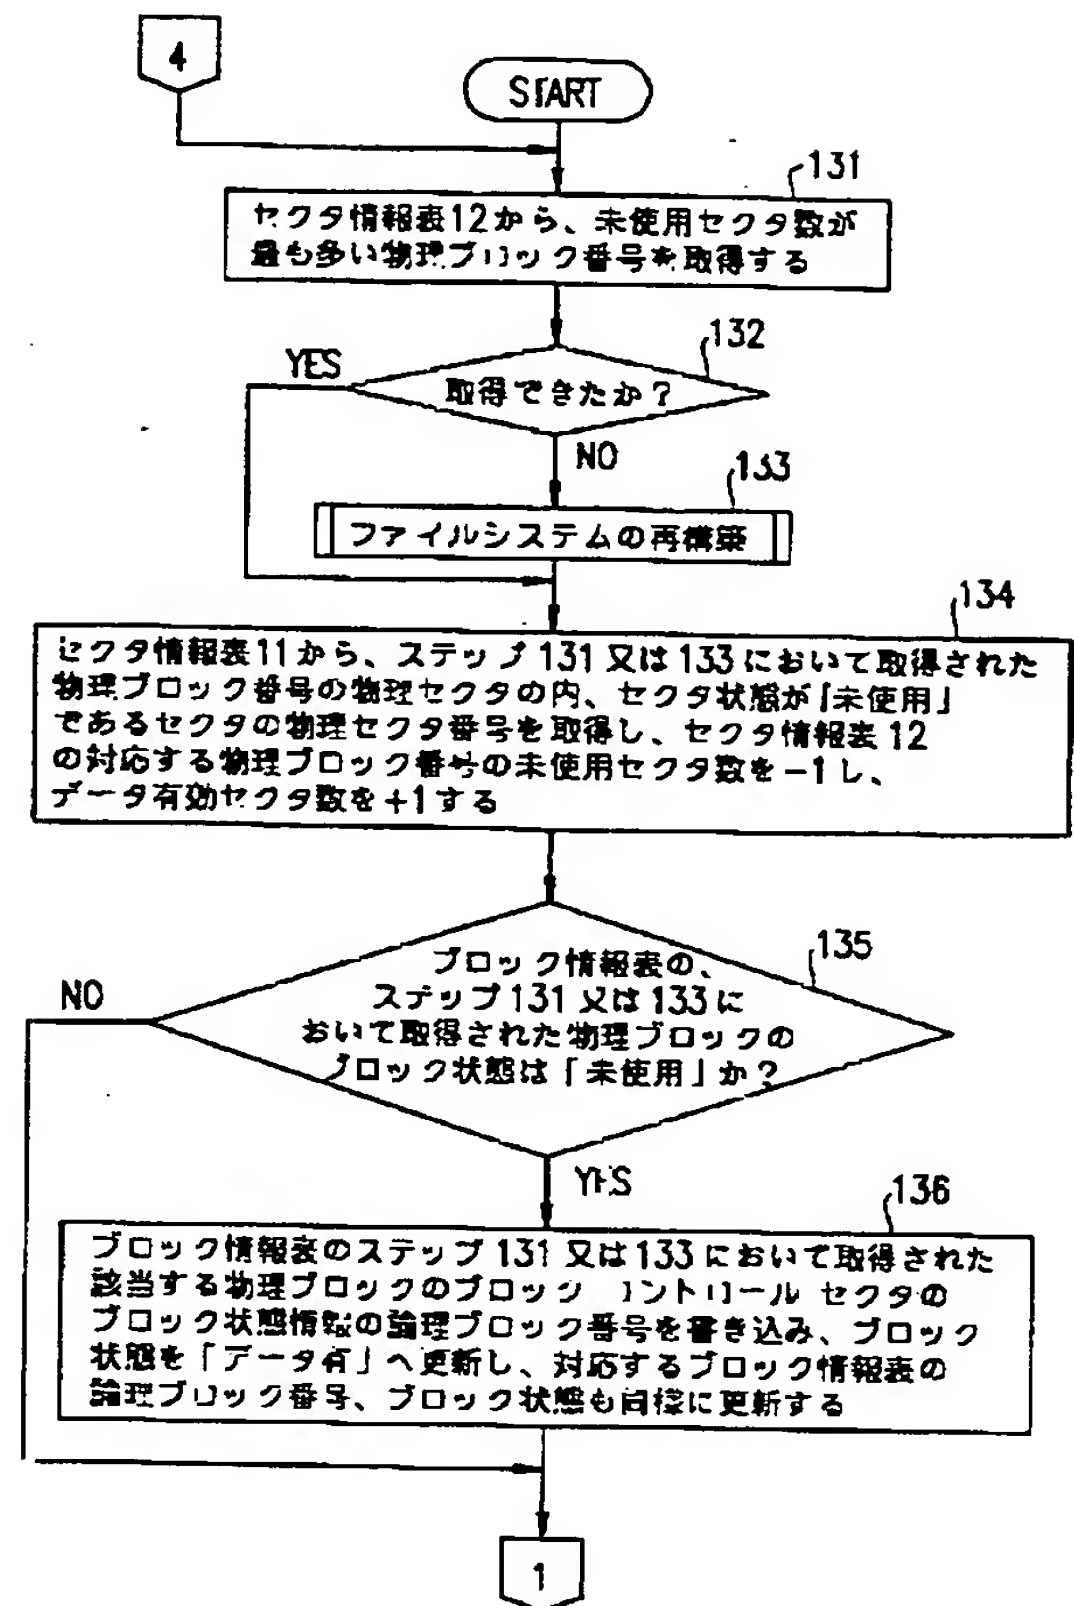 4
START
131
セクタ情報表12から、未使用セクタ数が
最も多い物理ブロック番号を取得する
132
YES
取得できたか?
NO
133
ファイルシステムの再構築
134
セクタ情報表11から、ステップ131又は133において取得された
物理ブロック番号の物理セクタの内、セクタ状態が「未使用」
であるセクタの物理セクタ番号を取得し、セクタ情報表12
の対応する物理ブロック番号の未使用セクタ数を-1し、
データ有効セクタ数を+1する
135
NO
ブロック情報表の、
ステップ131又は133に
おいて取得された物理ブロックの
ブロック状態は「未使用」か?
YES
136
ブロック情報表のステップ131又は133において取得された
該当する物理ブロックのブロック コントロール セクタの
ブロック状態情報の論理ブロック番号を書き込み、ブロック
状態を「データ有」へ更新し、対応するブロック情報表の
論理ブロック番号、ブロック状態も同様に更新する
1